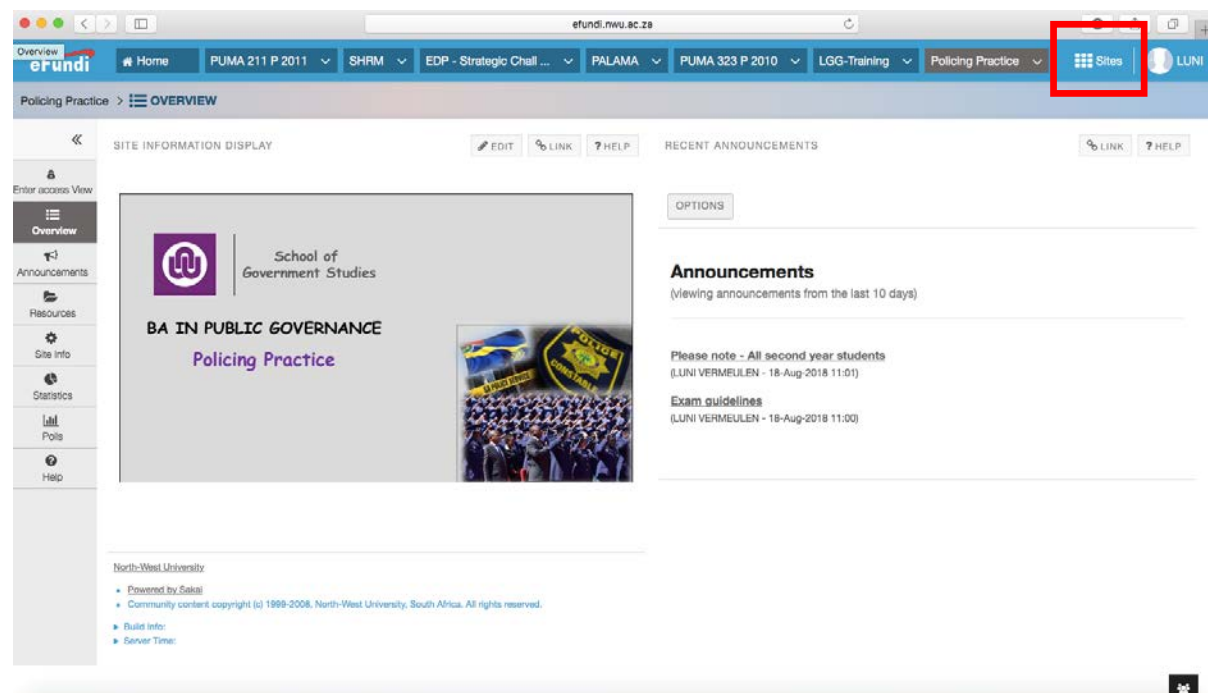 efundi.nwu.ac.za
Overview
efundi
Home
PUMA 211 P 2011
SHRM
EDP - Strategic Chall ...
PALAMA
PUMA 323 P 2010
LGG-Training
Policing Practice
Sites
LUNI
Policing Practice > OVERVIEW
SITE INFORMATION DISPLAY
EDIT
LINK
? HELP
RECENT ANNOUNCEMENTS
LINK
? HELP
Enter access View
Overview
Announcements
Resources
Site Info
Statistics
Polls
Help
School of
Government Studies
BA IN PUBLIC GOVERNANCE
Policing Practice
POLICE
CONSTABLE
SA POLICE SERVICE
OPTIONS
Announcements
(viewing announcements from the last 10 days)
Please note - All second year students
(LUNI VERMEULEN - 18-Aug-2018 11:01)
Exam guidelines
(LUNI VERMEULEN - 18-Aug-2018 11:00)
North-West University
Powered by Sakai
Community content copyright (c) 1999-2008, North-West University, South Africa. All rights reserved.
Build Info:
Server Time: